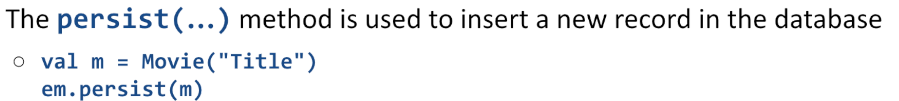 The persist(...) method is used to insert a new record in the database
○ val m = Movie("Title")
em.persist(m)